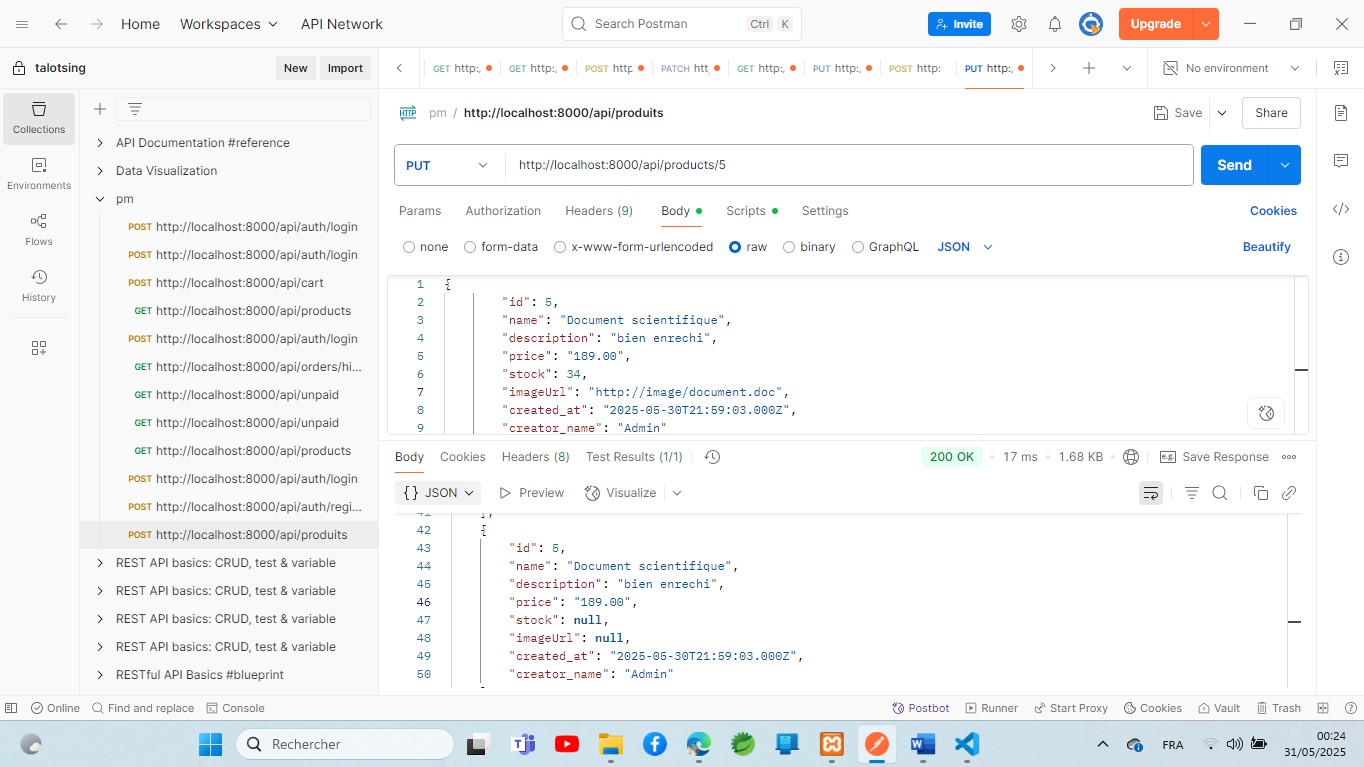 Home
Workspaces
API Network
Search Postman
Ctrl
K
Invite
Upgrade
talotsing
New
Import
GET http:,
GET http:,
POST http
PATCH htt,
GET http:,
PUT http:,
POST http:
PUT http:,
No environment
Collections
Environments
Flows
History
API Documentation #reference
Data Visualization
pm
POST http://localhost:8000/api/auth/login
POST http://localhost:8000/api/auth/login
POST http://localhost:8000/api/cart
GET http://localhost:8000/api/products
POST http://localhost:8000/api/auth/login
GET http://localhost:8000/api/orders/hi...
GET http://localhost:8000/api/unpaid
GET http://localhost:8000/api/unpaid
GET http://localhost:8000/api/products
POST http://localhost:8000/api/auth/login
POST http://localhost:8000/api/auth/regi...
POST http://localhost:8000/api/produits
REST API basics: CRUD, test & variable
REST API basics: CRUD, test & variable
REST API basics: CRUD, test & variable
REST API basics: CRUD, test & variable
RESTful API Basics #blueprint
HTTP pm / http://localhost:8000/api/produits
Save
Share
PUT
http://localhost:8000/api/products/5
Send
Params
Authorization
Headers (9)
Body
Scripts
Settings
Cookies
none
form-data
x-www-form-urlencoded
raw
binary
GraphQL
JSON
Beautify
1 {
2 "id": 5,
3 "name": "Document scientifique",
4 "description": "bien enrechi",
5 "price": "189.00",
6 "stock": 34,
7 "imageUrl": "http://image/document.doc",
8 "created_at": "2025-05-30T21:59:03.000Z",
9 "creator_name": "Admin"
Body
Cookies
Headers (8)
Test Results (1/1)
200 OK
17 ms
1.68 KB
e.g.
Save Response
{} JSON
Preview
Visualize
41 },
42 {
43 "id": 5,
44 "name": "Document scientifique",
45 "description": "bien enrechi",
46 "price": "189.00",
47 "stock": null,
48 "imageUrl": null,
49 "created_at": "2025-05-30T21:59:03.000Z",
50 "creator_name": "Admin"
Online
Find and replace
Console
Postbot
Runner
Start Proxy
Cookies
Vault
Trash
Rechercher
FRA
00:24
31/05/2025